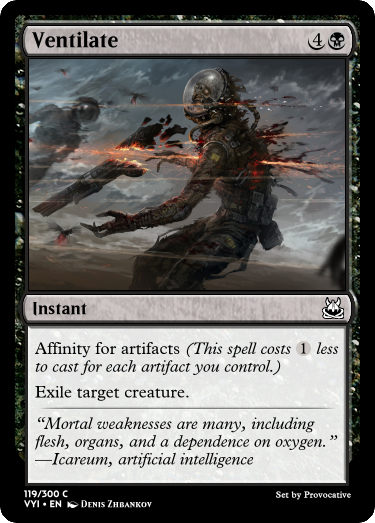 Ventilate 4
Instant
Affinity for artifacts (This spell costs 1 less
to cast for each artifact you control.)
Exile target creature.
“Mortal weaknesses are many, including
flesh, organs, and a dependence on oxygen.”
—Icareum, artificial intelligence
119/300 C
VYI • EN Denis Zhbankov
Set by Provocative